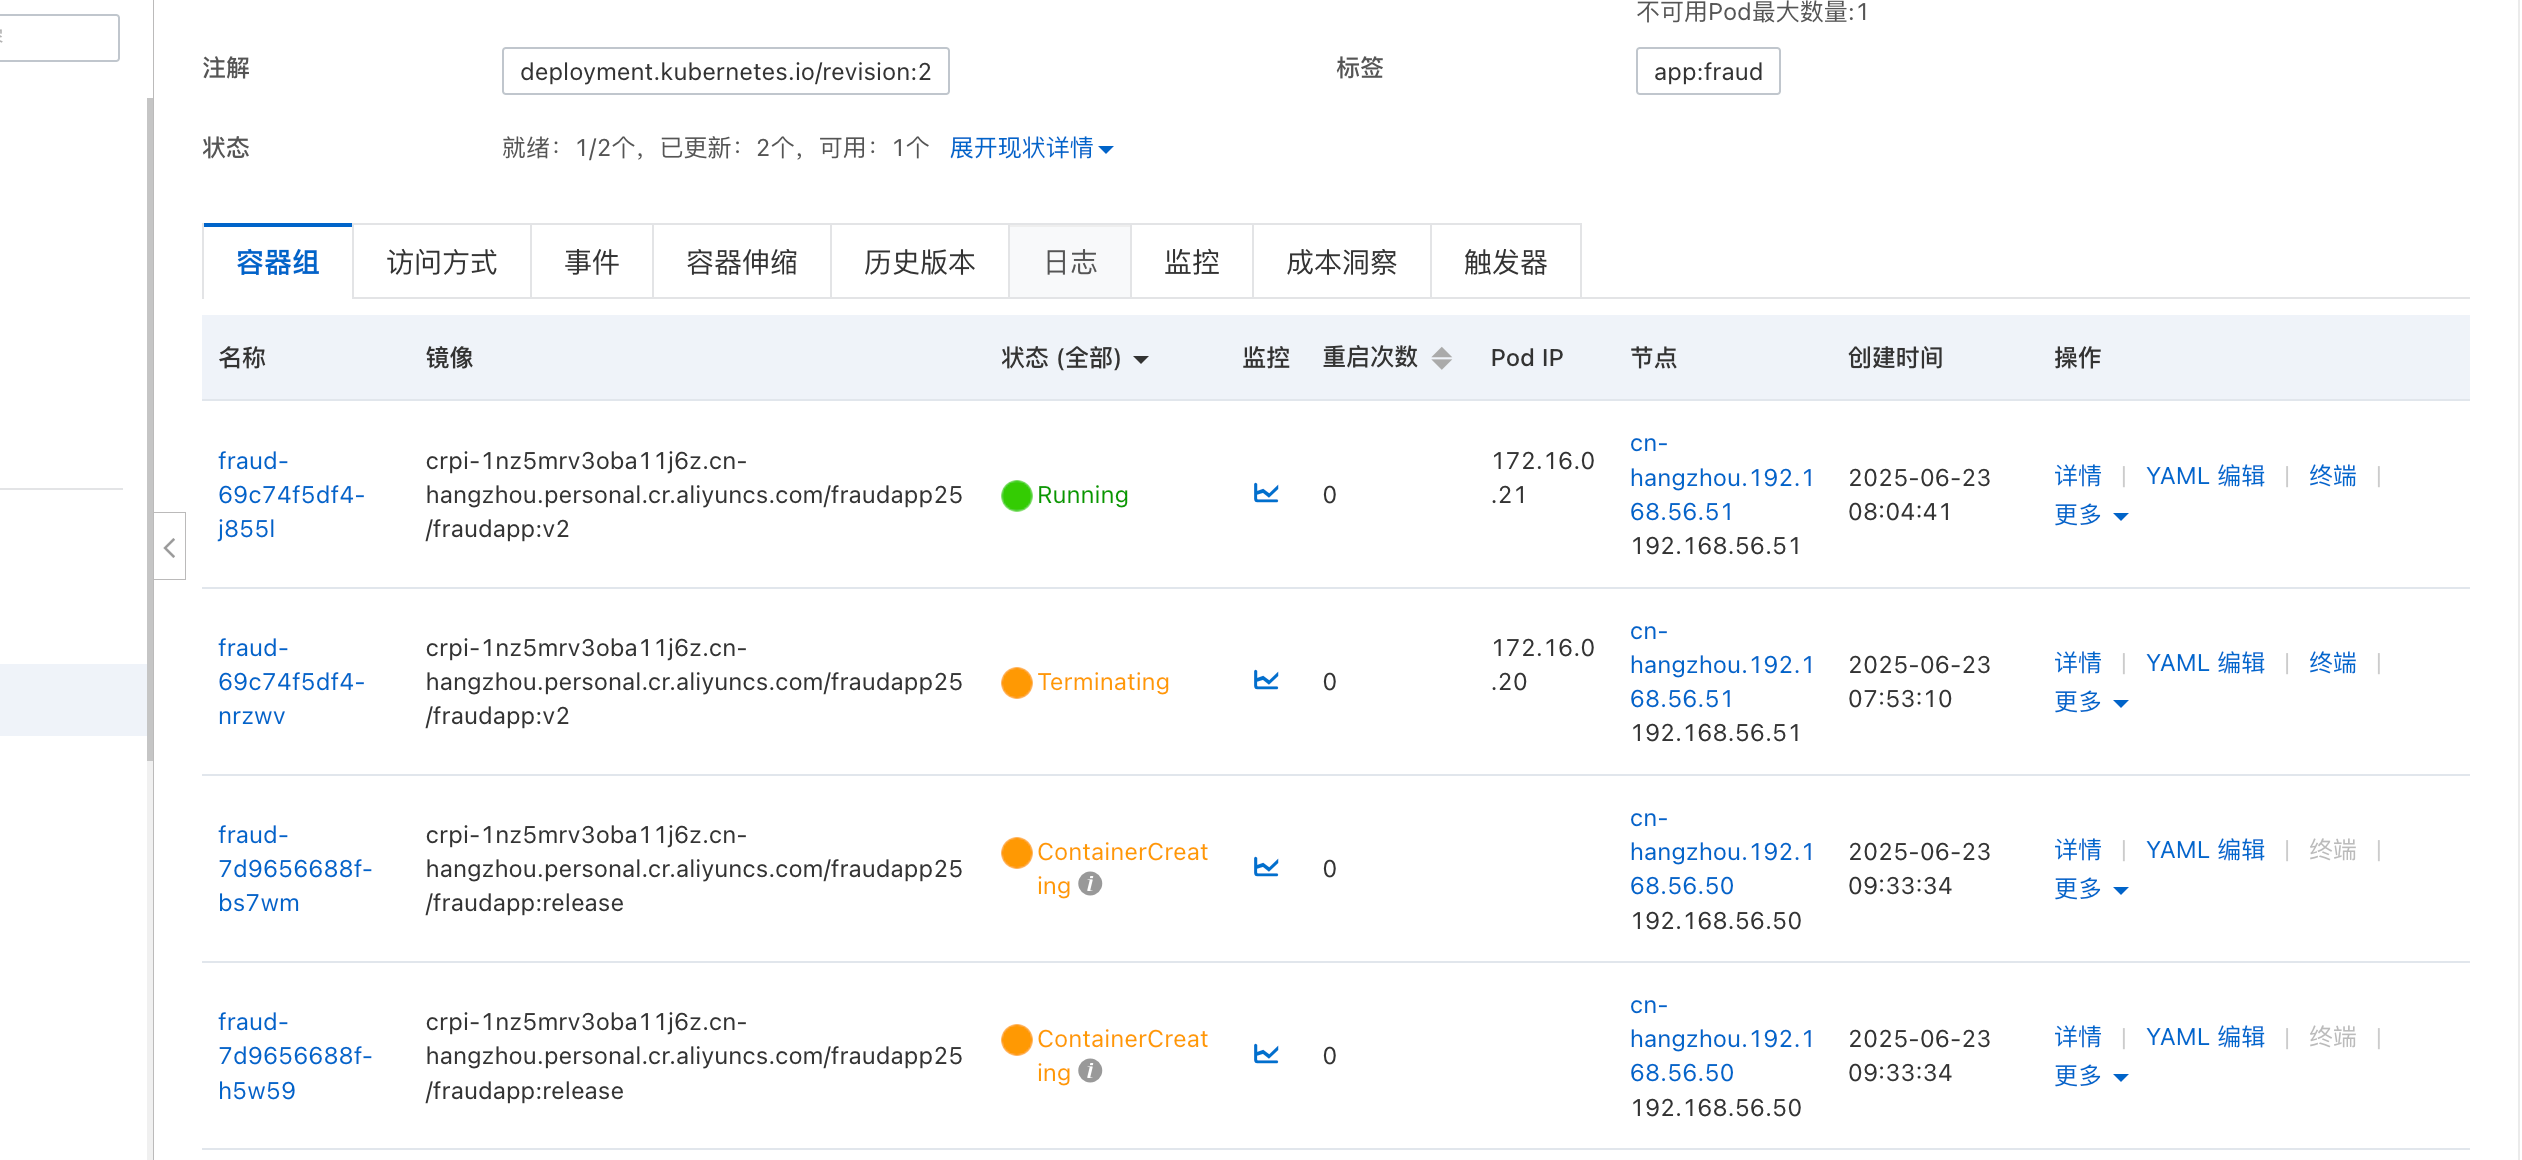 不可用Pod最大数量:1
注解
deployment.kubernetes.io/revision:2
标签
app:fraud
状态
就绪：1/2个，已更新：2个，可用：1个 展开现状详情
容器组 访问方式 事件 容器伸缩 历史版本 日志 监控 成本洞察 触发器
名称 镜像 状态 (全部) 监控 重启次数 Pod IP 节点 创建时间 操作
fraud-
69c74f5df4-
j855l
crpi-1nz5mrv3oba11j6z.cn-
hangzhou.personal.cr.aliyuncs.com/fraudapp25
/fraudapp:v2
Running
0
172.16.0
.21
cn-
hangzhou.192.1
68.56.51
192.168.56.51
2025-06-23
08:04:41
详情 | YAML 编辑 | 终端 |
更多
fraud-
69c74f5df4-
nrzwv
crpi-1nz5mrv3oba11j6z.cn-
hangzhou.personal.cr.aliyuncs.com/fraudapp25
/fraudapp:v2
Terminating
0
172.16.0
.20
cn-
hangzhou.192.1
68.56.51
192.168.56.51
2025-06-23
07:53:10
详情 | YAML 编辑 | 终端 |
更多
fraud-
7d9656688f-
bs7wm
crpi-1nz5mrv3oba11j6z.cn-
hangzhou.personal.cr.aliyuncs.com/fraudapp25
/fraudapp:release
ContainerCreat
ing
0
cn-
hangzhou.192.1
68.56.50
192.168.56.50
2025-06-23
09:33:34
详情 | YAML 编辑 | 终端 |
更多
fraud-
7d9656688f-
h5w59
crpi-1nz5mrv3oba11j6z.cn-
hangzhou.personal.cr.aliyuncs.com/fraudapp25
/fraudapp:release
ContainerCreat
ing
0
cn-
hangzhou.192.1
68.56.50
192.168.56.50
2025-06-23
09:33:34
详情 | YAML 编辑 | 终端 |
更多